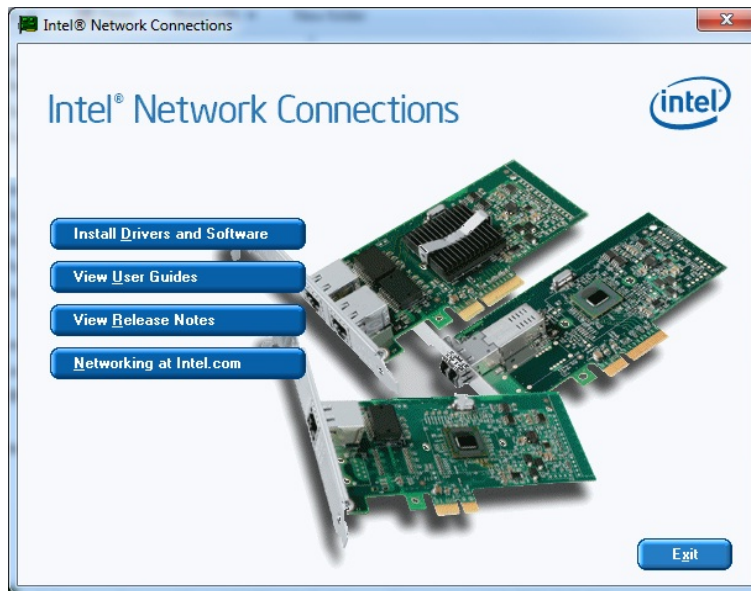 Intel® Network Connections
Intel® Network Connections
intel
Install Drivers and Software
View User Guides
View Release Notes
Networking at Intel.com
Exit